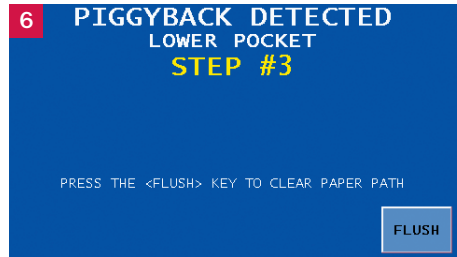 6
PIGGYBACK DETECTED
LOWER POCKET
STEP #3
PRESS THE <FLUSH> KEY TO CLEAR PAPER PATH
FLUSH